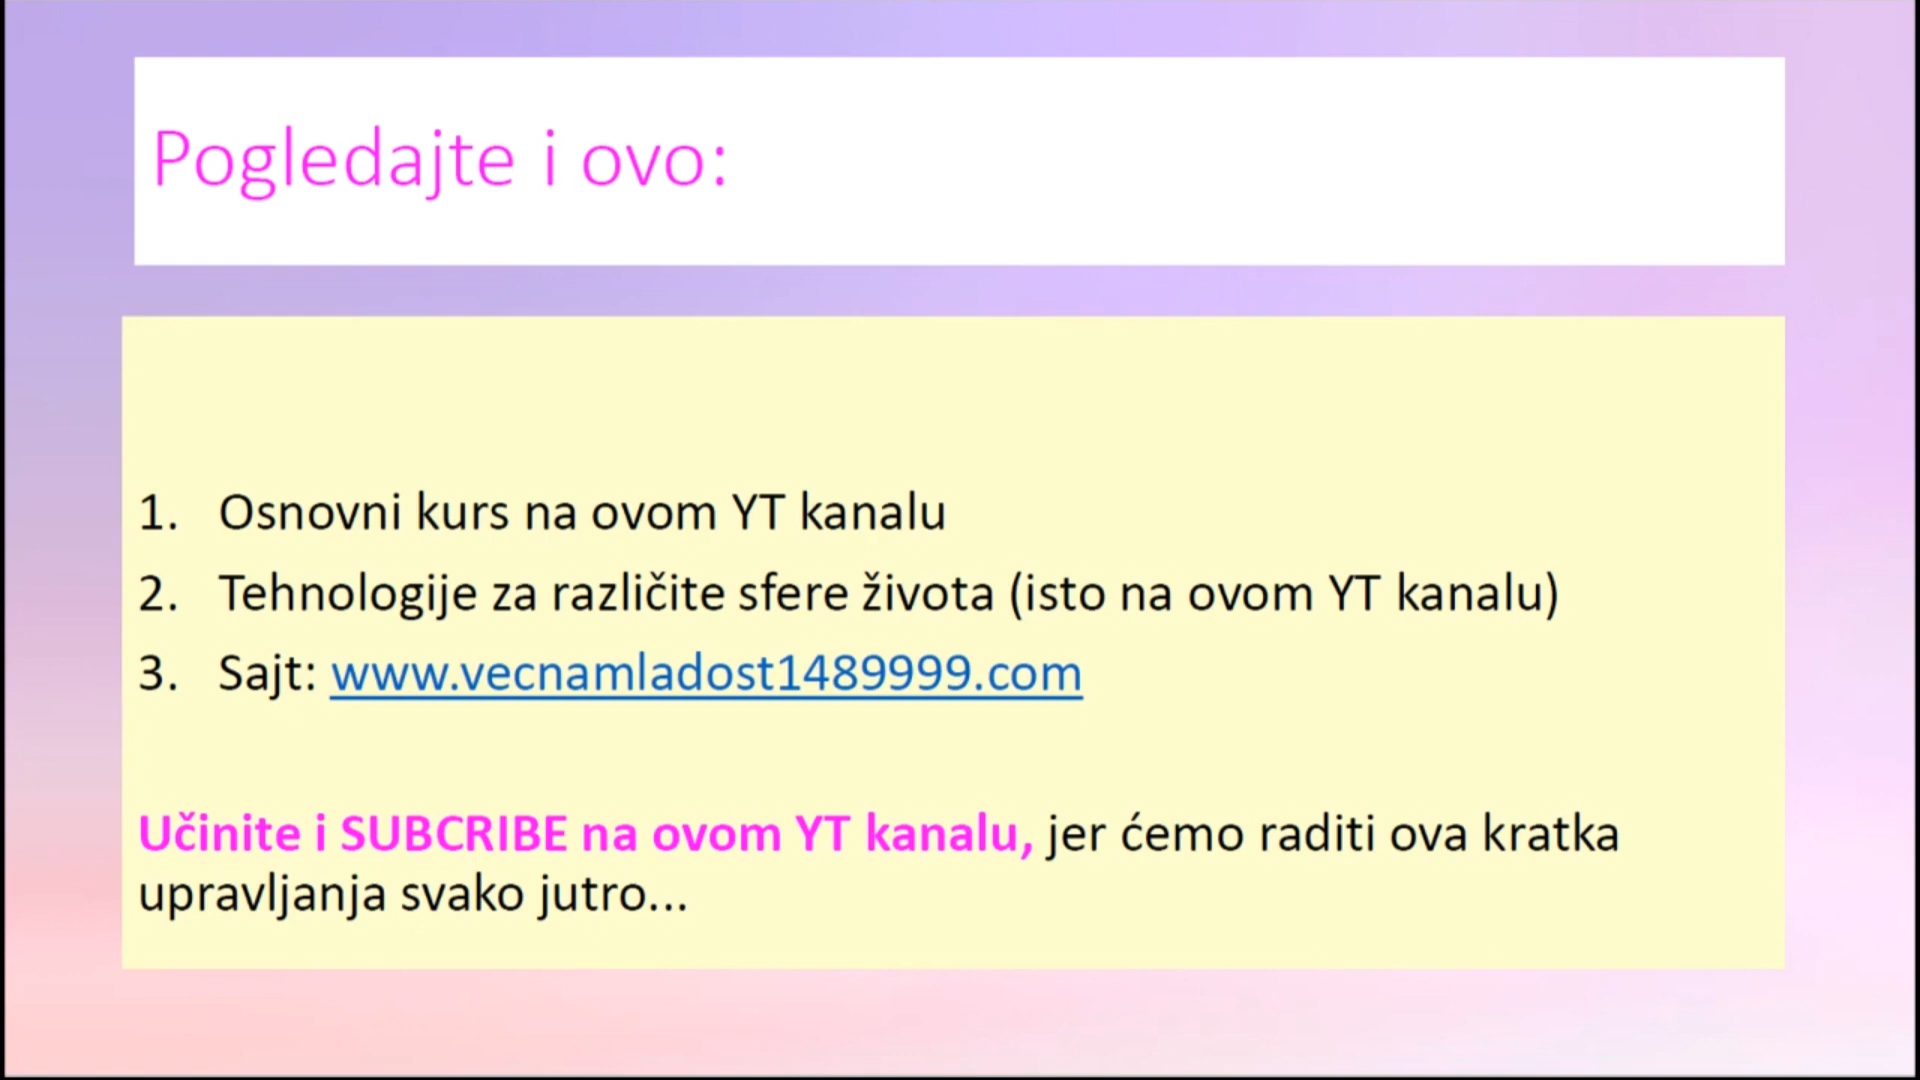 Pogledajte i ovo:
1. Osnovni kurs na ovom YT kanalu
2. Tehnologije za različite sfere života (isto na ovom YT kanalu)
3. Sajt: www.vecnamladost1489999.com
Učinite i SUBCRIBE na ovom YT kanalu, jer ćemo raditi ova kratka
upravljanja svako jutro...